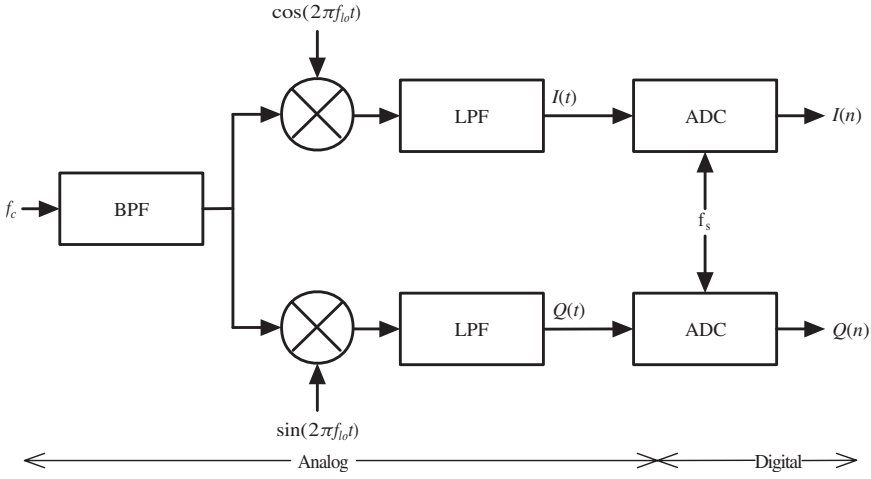 cos(2πf_lo t)
LPF
I(t)
ADC
I(n)
f_c
BPF
f_s
LPF
Q(t)
ADC
Q(n)
sin(2πf_lo t)
Analog
Digital